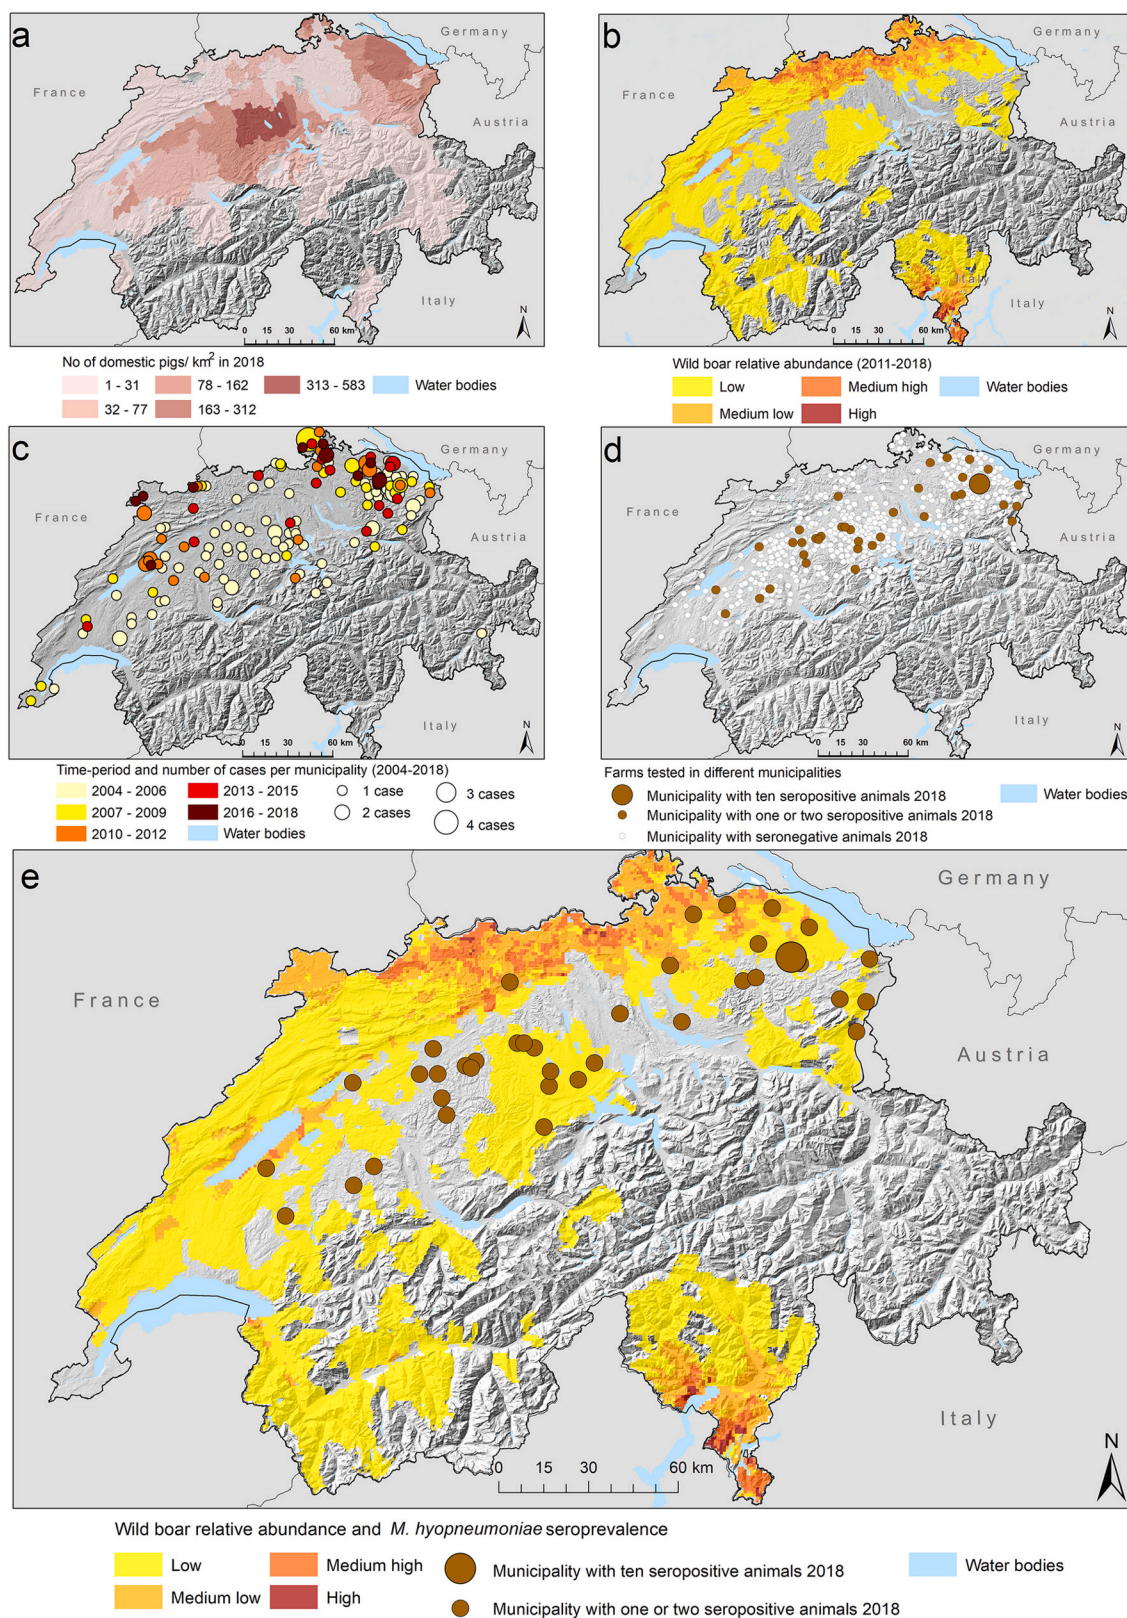 a
Germany
France
Austria
Italy
N
0 15 30 60 km
No of domestic pigs/ km² in 2018
1 - 31
78 - 162
313 - 583
Water bodies
32 - 77
163 - 312
b
Germany
France
Austria
Italy
Italy
N
0 15 30 60 km
Wild boar relative abundance (2011-2018)
Low
Medium high
Water bodies
Medium low
High
c
Germany
France
Austria
Italy
N
0 15 30 60 km
Time-period and number of cases per municipality (2004-2018)
2004 - 2006
2013 - 2015
1 case
3 cases
2007 - 2009
2016 - 2018
2 cases
4 cases
2010 - 2012
Water bodies
d
Germany
France
Austria
Italy
N
0 15 30 60 km
Farms tested in different municipalities
Municipality with ten seropositive animals 2018
Water bodies
Municipality with one or two seropositive animals 2018
Municipality with seronegative animals 2018
e
Germany
France
Austria
Italy
N
0 15 30 60 km
Wild boar relative abundance and M. hyopneumoniae seroprevalence
Low
Medium high
Municipality with ten seropositive animals 2018
Water bodies
Medium low
High
Municipality with one or two seropositive animals 2018